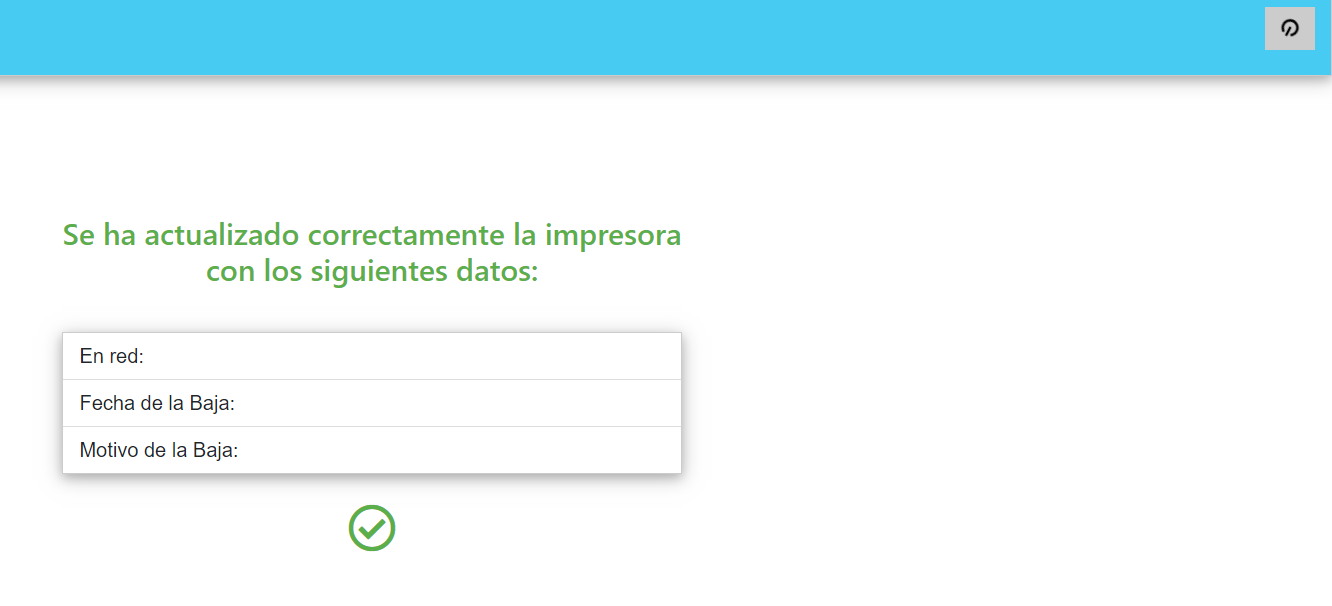 Se ha actualizado correctamente la impresora
con los siguientes datos:
En red:
Fecha de la Baja:
Motivo de la Baja: